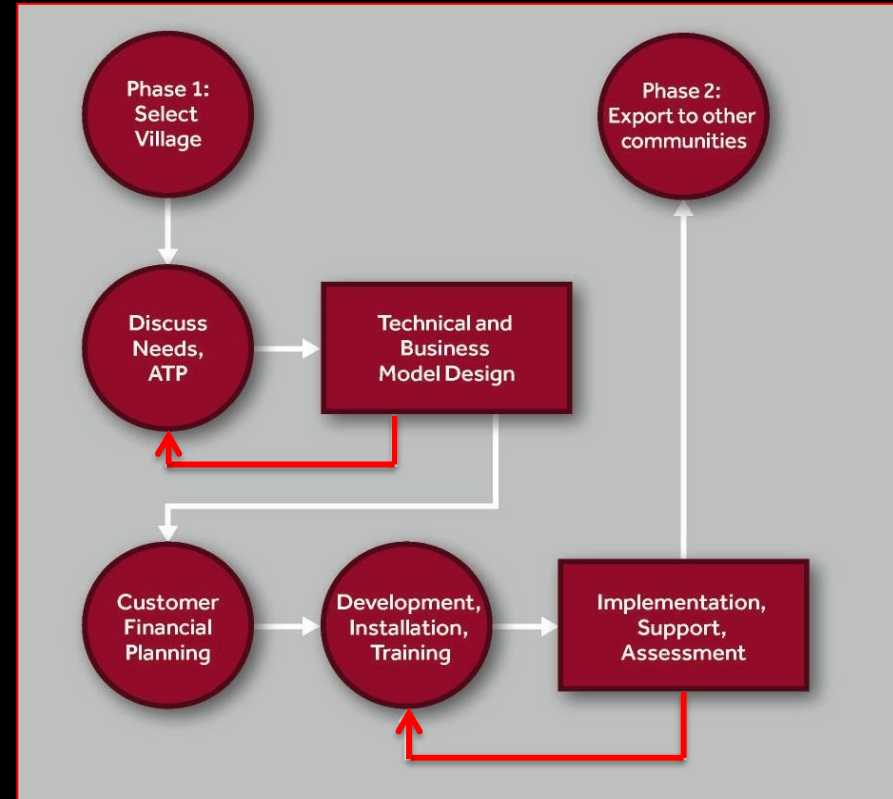 Phase 1:
Select
Village
Phase 2:
Export to other
communities
Discuss
Needs,
ATP
Technical and
Business
Model Design
Customer
Financial
Planning
Development,
Installation,
Training
Implementation,
Support,
Assessment